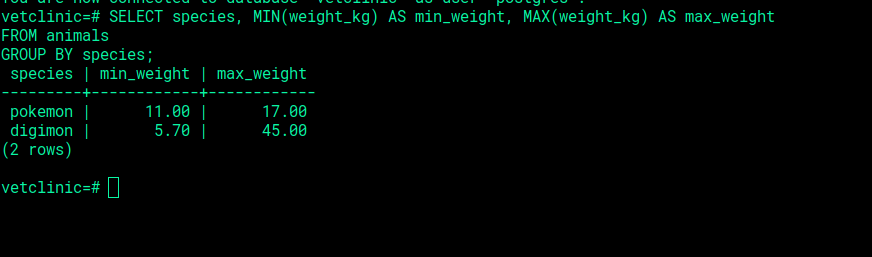 You are now connected to database "vetclinic" as user "postgres".
vetclinic=# SELECT species, MIN(weight_kg) AS min_weight, MAX(weight_kg) AS max_weight
FROM animals
GROUP BY species;
 species | min_weight | max_weight
---------+------------+------------
 pokemon |      11.00 |      17.00
 digimon |       5.70 |      45.00
(2 rows)
vetclinic=#